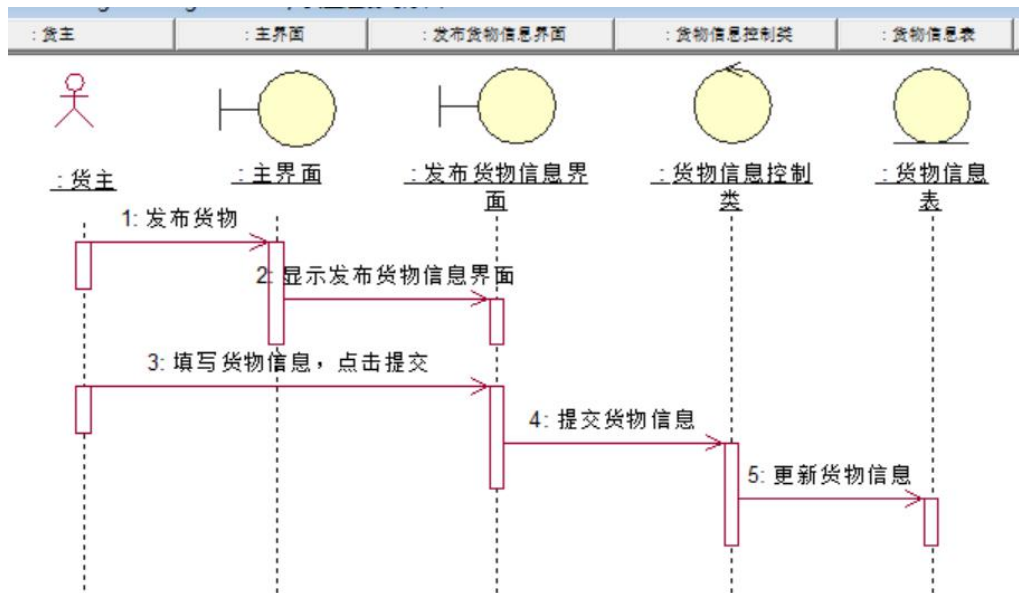 : 货主
: 主界面
: 发布货物信息界面
: 货物信息控制类
: 货物信息表
: 货主
: 主界面
: 发布货物信息界
面
: 货物信息控制
类
: 货物信息
表
1: 发布货物
2: 显示发布货物信息界面
3: 填写货物信息，点击提交
4: 提交货物信息
5: 更新货物信息